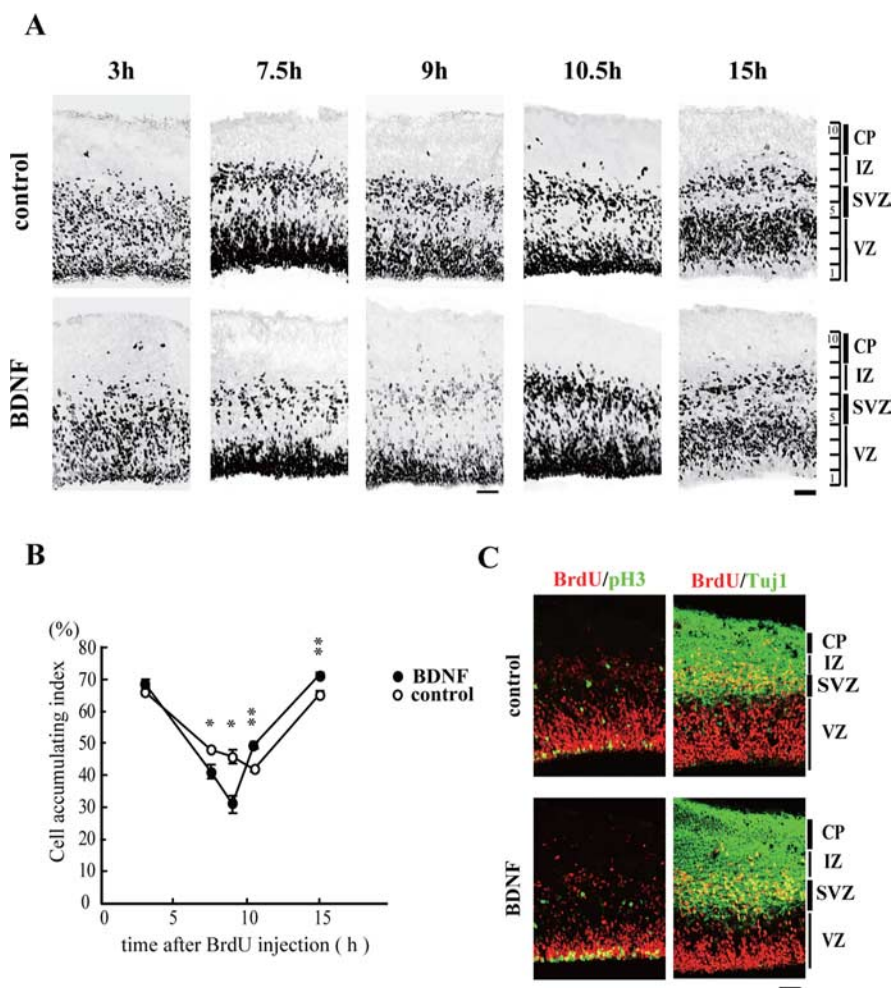 A
3h 7.5h 9h 10.5h 15h
control
10
5
1
CP
IZ
SVZ
VZ
BDNF
10
5
1
CP
IZ
SVZ
VZ
B
(%)
80
70
60
50
40
30
20
10
0
Cell accumulating index
* * ** **
BDNF
control
0 5 10 15
time after BrdU injection ( h )
C
BrdU/pH3 BrdU/Tuj1
control
CP
IZ
SVZ
VZ
BDNF
CP
IZ
SVZ
VZ